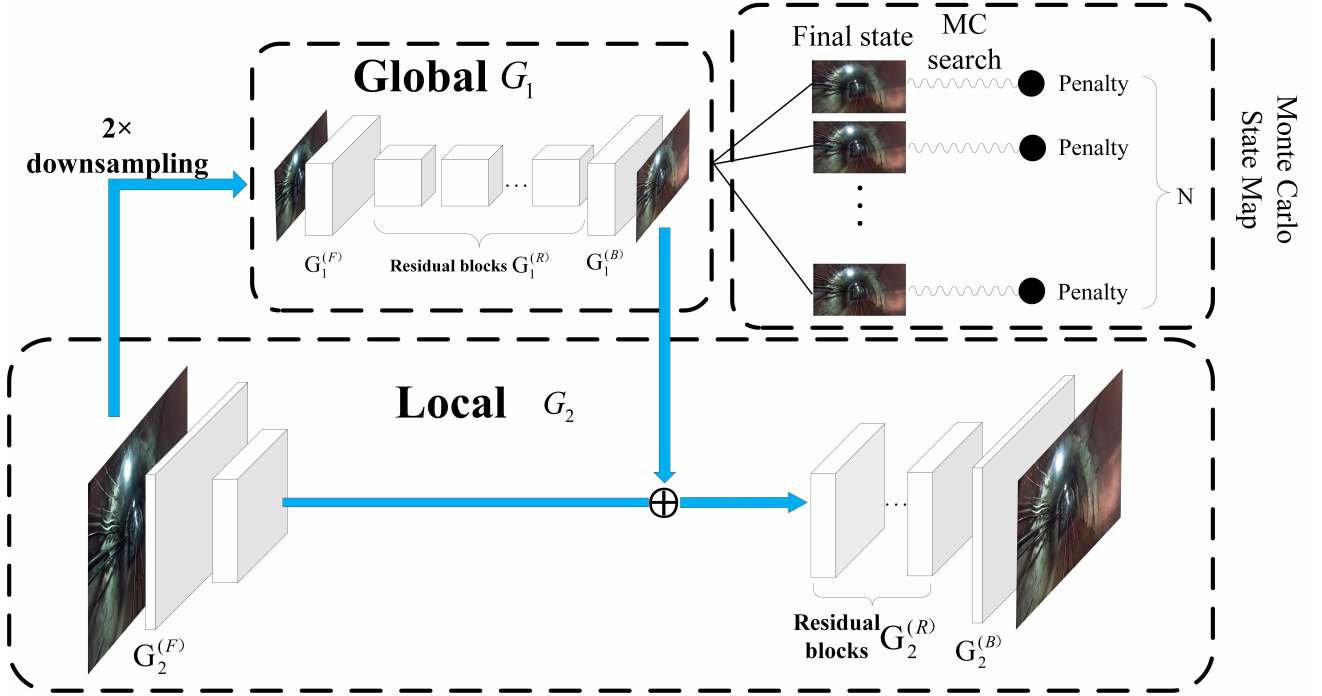 Global G₁
2×
downsampling
...
G₁⁽ᶠ⁾
Residual blocks G₁⁽ᴿ⁾
G₁⁽ᴮ⁾
Final state
MC
search
Penalty
Penalty
Penalty
N
Monte Carlo
State Map
Local G₂
G₂⁽ᶠ⁾
...
Residual
blocks
G₂⁽ᴿ⁾
G₂⁽ᴮ⁾